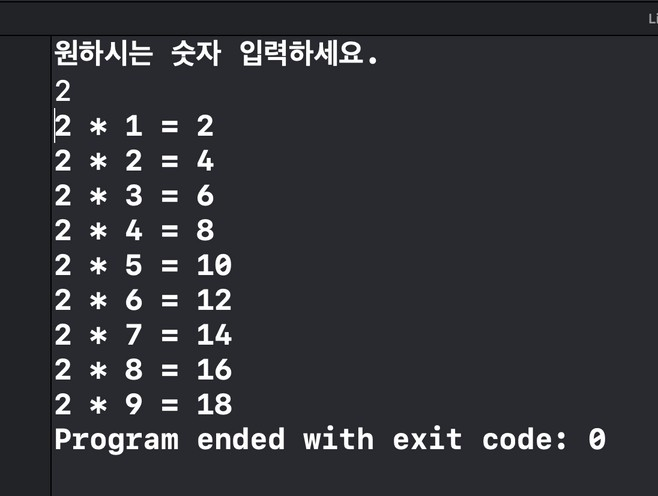 Li
원하시는 숫자 입력하세요.
2
2 * 1 = 2
2 * 2 = 4
2 * 3 = 6
2 * 4 = 8
2 * 5 = 10
2 * 6 = 12
2 * 7 = 14
2 * 8 = 16
2 * 9 = 18
Program ended with exit code: 0